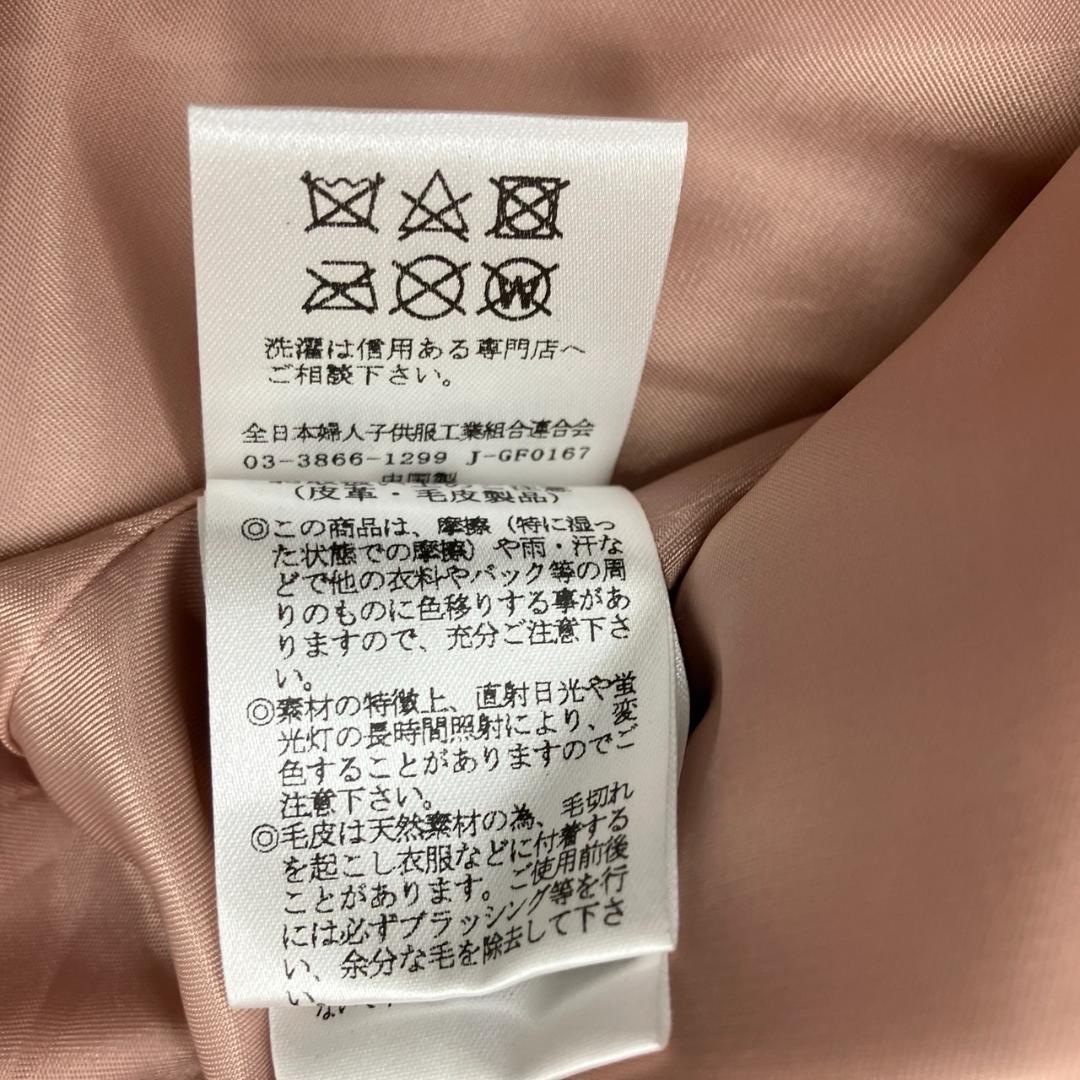 洗濯は信用ある専門店へ
ご相談下さい。
全日本婦人子供服工業組合連合会
03-3866-1299 J-GF0167
中国製
（皮革・毛皮製品）
◎この商品は、摩擦（特に湿っ
た状態での摩擦）や雨・汗な
どで他の衣料やバック等の周
りのものに色移りする事があ
りますので、充分ご注意下さ
い。
◎素材の特徴上、直射日光や蛍
光灯の長時間照射により、変
色することがありますのでご
注意下さい。
◎毛皮は天然素材の為、毛切れ
を起こし衣服などに付着する
ことがあります。ご使用前後
には必ずブラッシング等を行
い、余分な毛を除去して下さ
い。